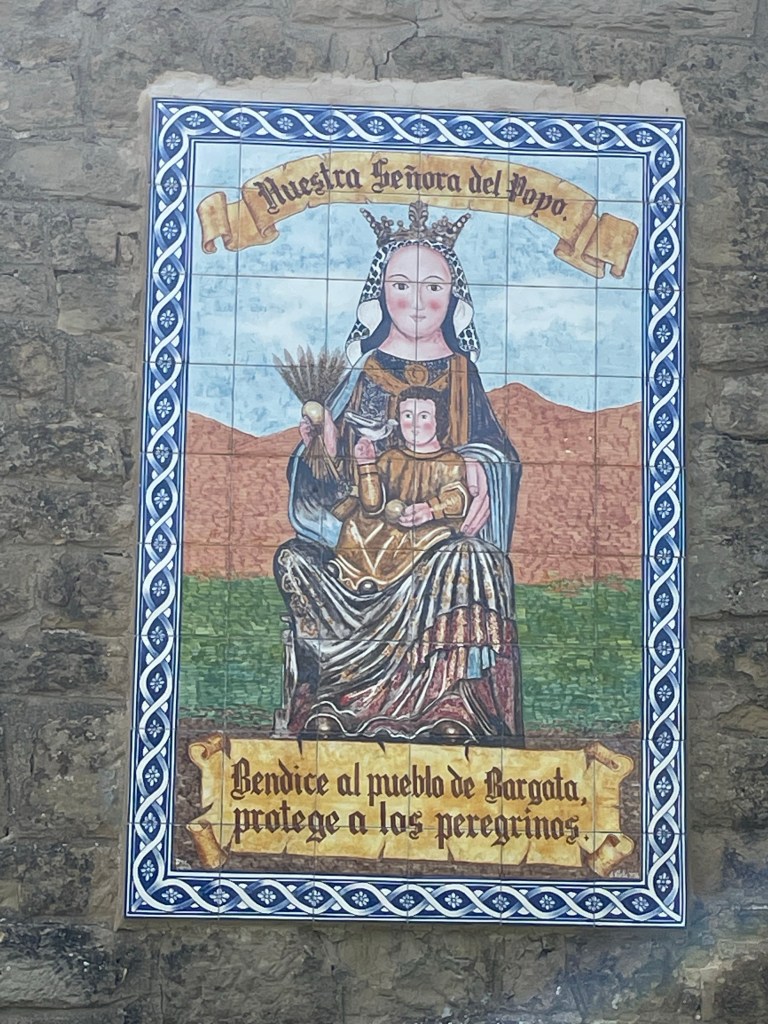 Nuestra Señora del Popo.
Bendice al pueblo de Bargota,
protege a los peregrinos.